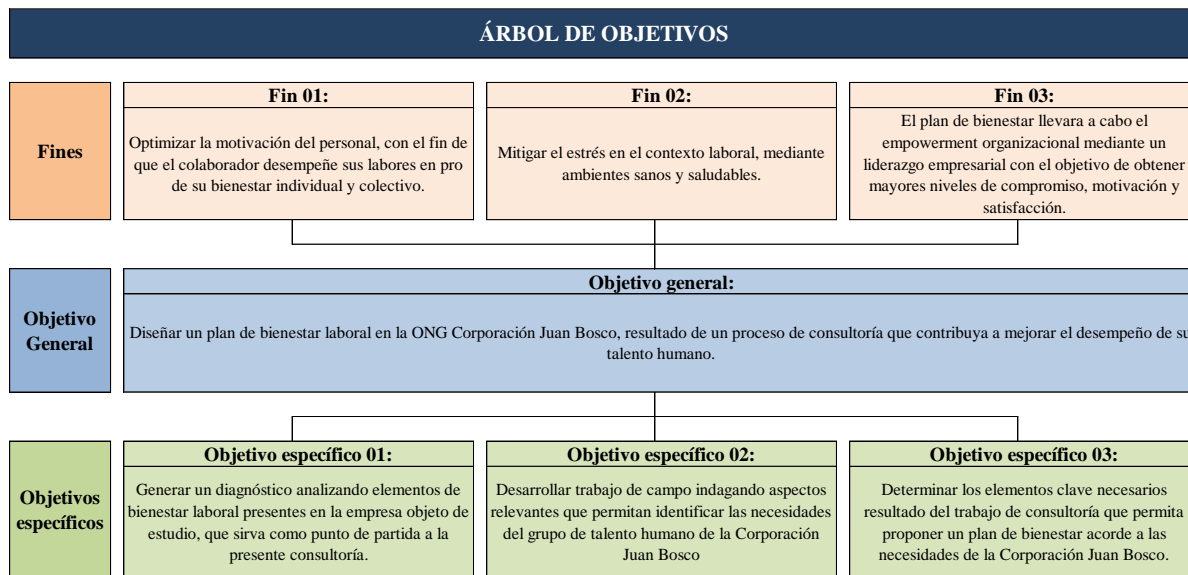 ÁRBOL DE OBJETIVOS
Fines
Fin 01:
Optimizar la motivación del personal, con el fin de
que el colaborador desempeñe sus labores en pro
de su bienestar individual y colectivo.
Fin 02:
Mitigar el estrés en el contexto laboral, mediante
ambientes sanos y saludables.
Fin 03:
El plan de bienestar llevara a cabo el
empowerment organizacional mediante un
liderazgo empresarial con el objetivo de obtener
mayores niveles de compromiso, motivación y
satisfacción.
Objetivo
General
Objetivo general:
Diseñar un plan de bienestar laboral en la ONG Corporación Juan Bosco, resultado de un proceso de consultoría que contribuya a mejorar el desempeño de su
talento humano.
Objetivos
específicos
Objetivo específico 01:
Generar un diagnóstico analizando elementos de
bienestar laboral presentes en la empresa objeto de
estudio, que sirva como punto de partida a la
presente consultoría.
Objetivo específico 02:
Desarrollar trabajo de campo indagando aspectos
relevantes que permitan identificar las necesidades
del grupo de talento humano de la Corporación
Juan Bosco
Objetivo específico 03:
Determinar los elementos clave necesarios
resultado del trabajo de consultoría que permita
proponer un plan de bienestar acorde a las
necesidades de la Corporación Juan Bosco.